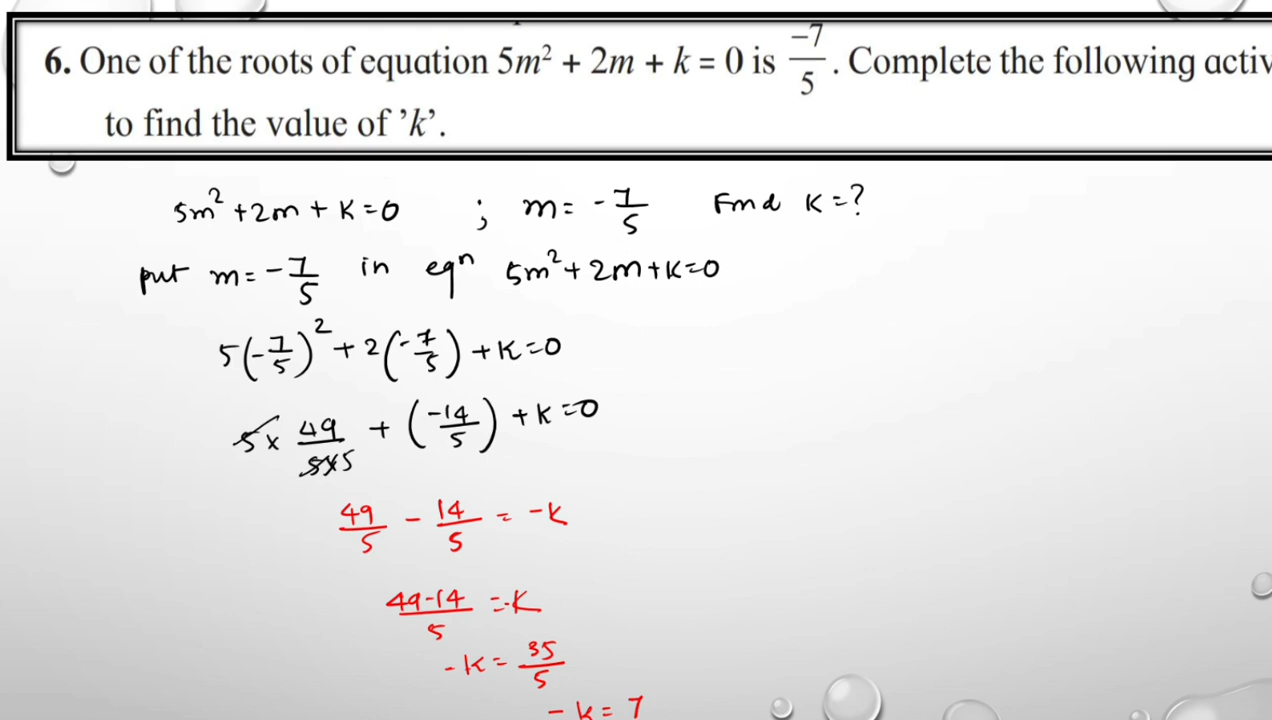 6. One of the roots of equation 5m² + 2m + k = 0 is -7/5. Complete the following activ
to find the value of ’k’.
5m² + 2m + K = 0 ; m = -7/5 Find K = ?
put m = -7/5 in eqⁿ 5m² + 2m + K = 0
5(-7/5)² + 2(-7/5) + K = 0
5 × 49/5×5 + (-14/5) + K = 0
49/5 - 14/5 = -K
49-14/5 = -K
-K = 35/5
-K = 7